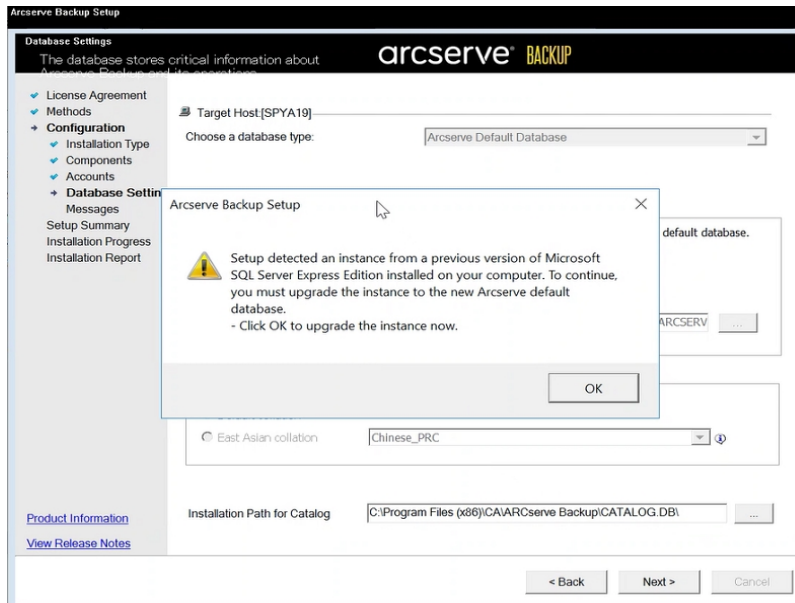 Arcserve Backup Setup
Database Settings
The database stores critical information about
Arcserve Backup and its operations
arcserve® BACKUP
License Agreement
Methods
Configuration
Installation Type
Components
Accounts
Database Settin
Messages
Setup Summary
Installation Progress
Installation Report
Target Host:[SPYA19]
Choose a database type:
Arcserve Default Database
default database.
Arcserve Backup Setup
Setup detected an instance from a previous version of Microsoft
SQL Server Express Edition installed on your computer. To continue,
you must upgrade the instance to the new Arcserve default
database.
- Click OK to upgrade the instance now.
OK
ARCSERV
...
East Asian collation
Chinese_PRC
Installation Path for Catalog
C:\Program Files (x86)\CA\ARCserve Backup\CATALOG.DB\
...
Product Information
View Release Notes
< Back
Next >
Cancel